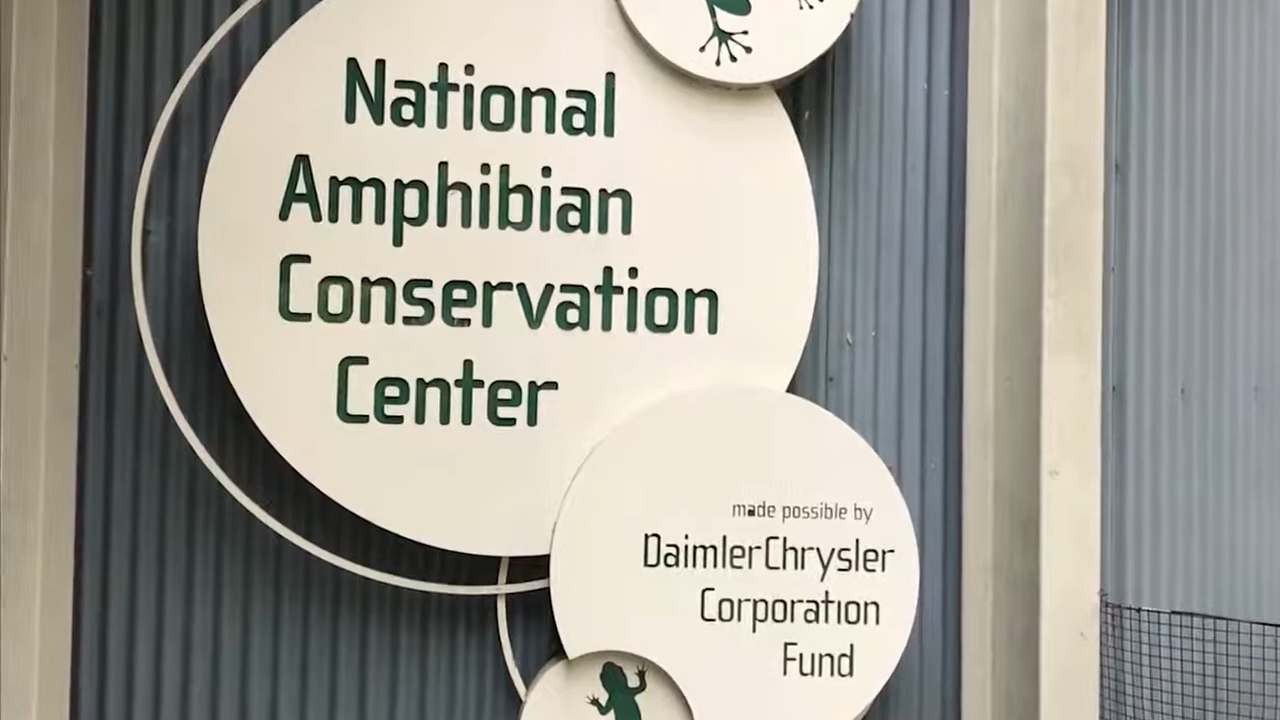 National
Amphibian
Conservation
Center
made possible by
DaimlerChrysler
Corporation
Fund